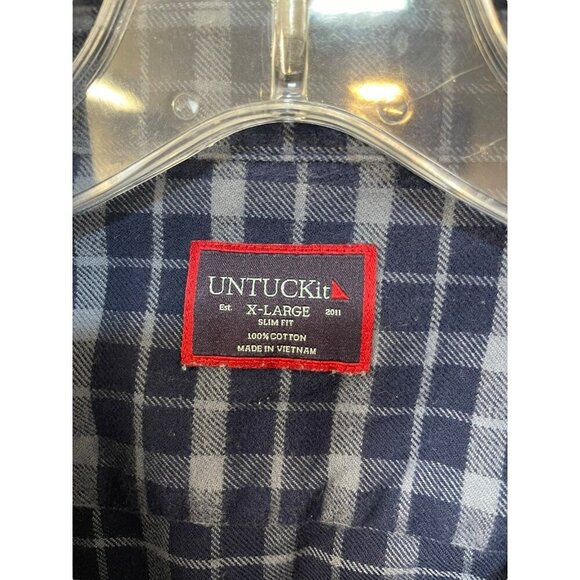 UNTUCKit
Est. X-LARGE 2011
SLIM FIT
100% COTTON
MADE IN VIETNAM